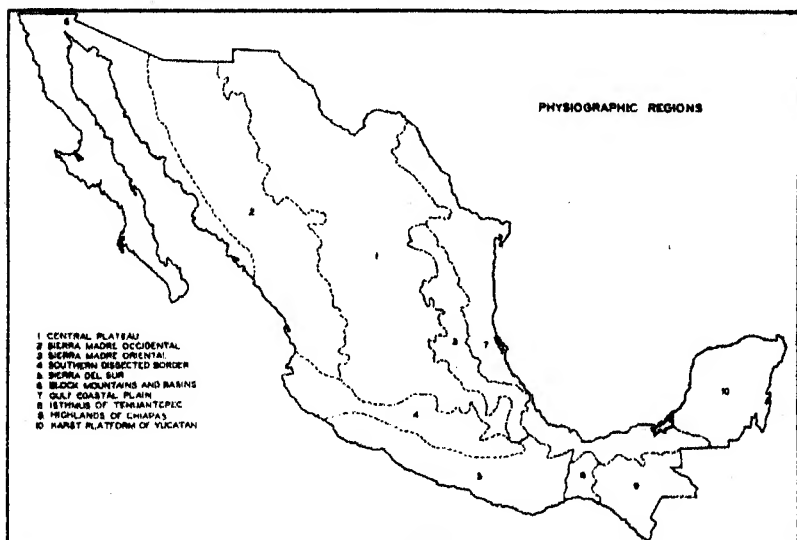 PHYSIOGRAPHIC REGIONS
6
2
1
3
7
10
4
5
8
9
1 CENTRAL PLATEAU
2 SIERRA MADRE OCCIDENTAL
3 SIERRA MADRE ORIENTAL
4 SOUTHERN DISSECTED BORDER
5 SIERRA DEL SUR
6 BLOCK MOUNTAINS AND BASINS
7 GULF COASTAL PLAIN
8 ISTHMUS OF TEHUANTEPEC
9 HIGHLANDS OF CHIAPAS
10 KARST PLATFORM OF YUCATAN